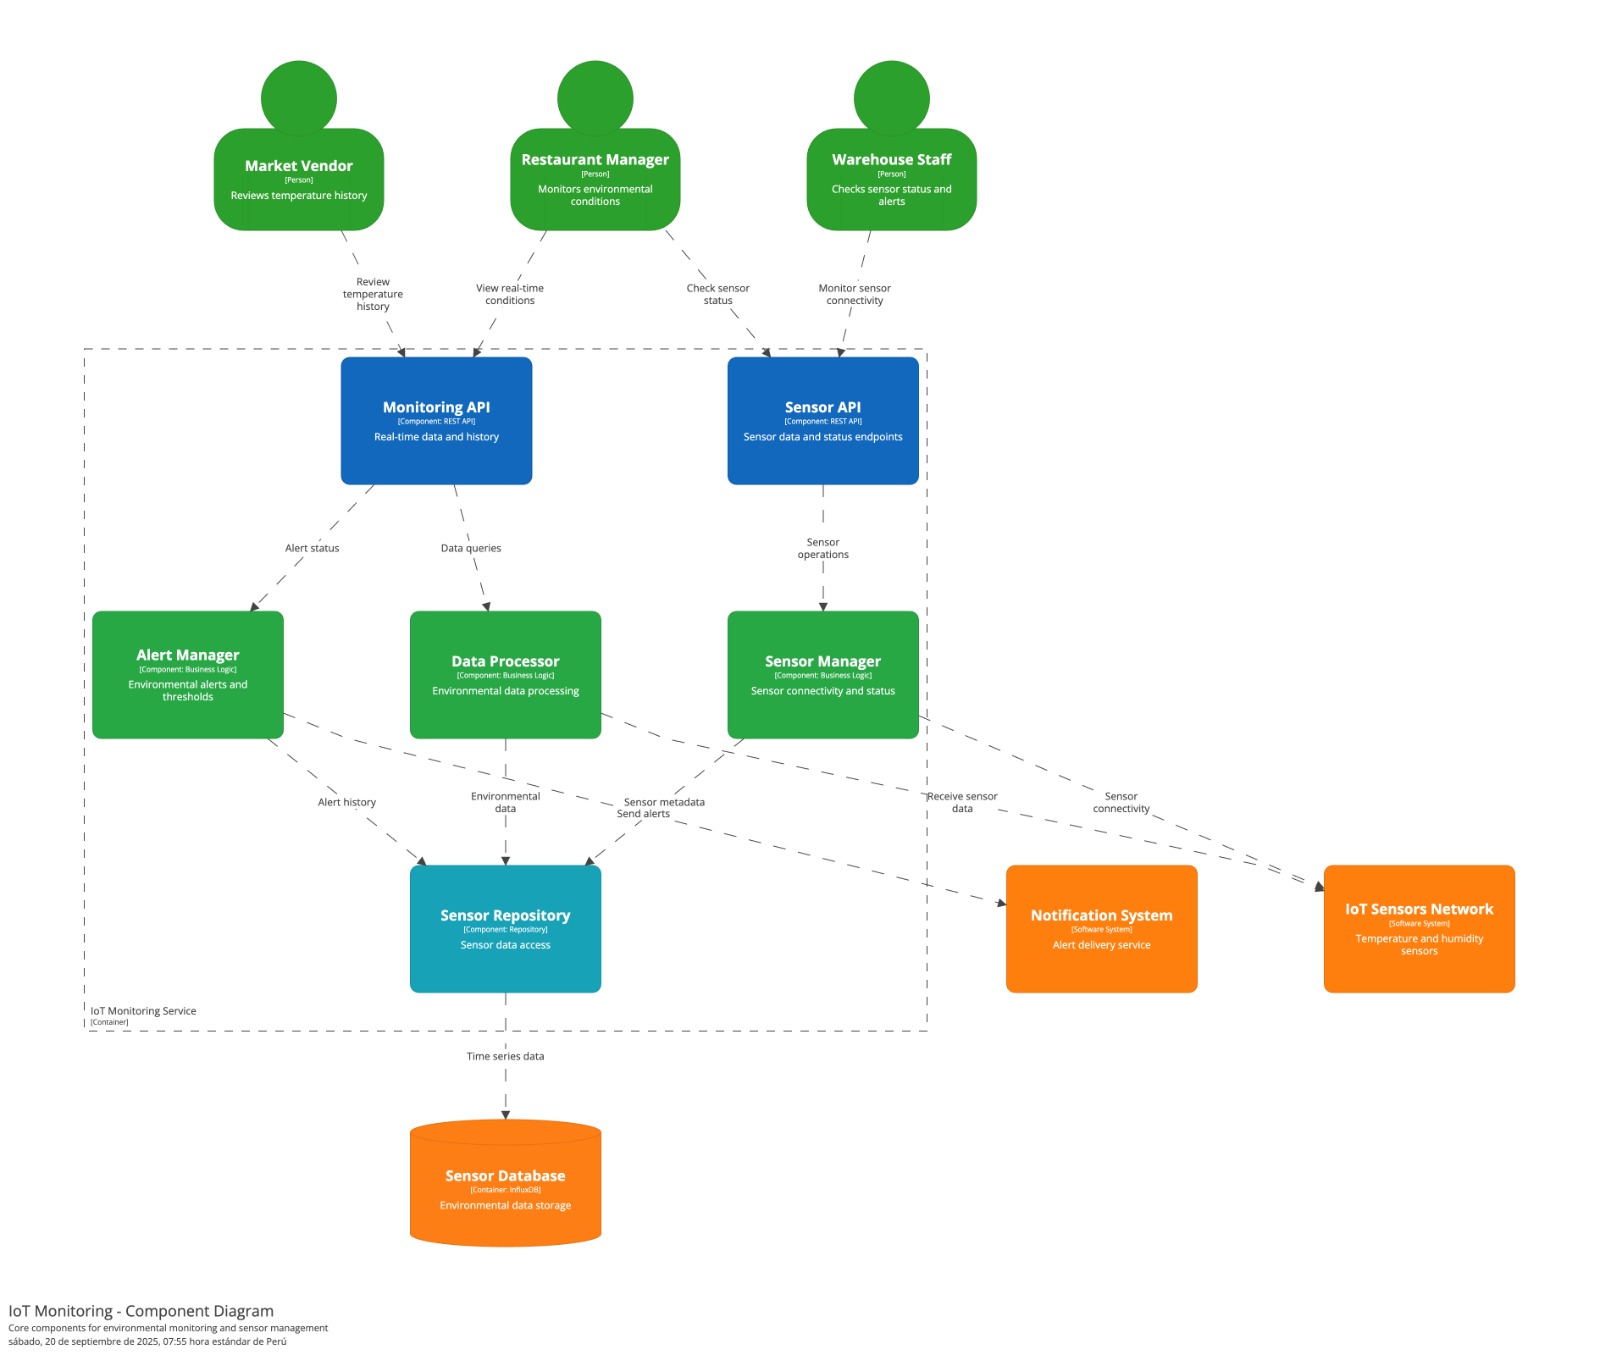 Market Vendor
[Person]
Reviews temperature history
Restaurant Manager
[Person]
Monitors environmental
conditions
Warehouse Staff
[Person]
Checks sensor status and
alerts
Review
temperature
history
View real-time
conditions
Check sensor
status
Monitor sensor
connectivity
Monitoring API
[Component: REST API]
Real-time data and history
Sensor API
[Component: REST API]
Sensor data and status endpoints
Alert status
Data queries
Sensor
operations
Alert Manager
[Component: Business Logic]
Environmental alerts and
thresholds
Data Processor
[Component: Business Logic]
Environmental data processing
Sensor Manager
[Component: Business Logic]
Sensor connectivity and status
Alert history
Environmental
data
Sensor metadata
Send alerts
Receive sensor
data
Sensor
connectivity
Sensor Repository
[Component: Repository]
Sensor data access
Notification System
[Software System]
Alert delivery service
IoT Sensors Network
[Software System]
Temperature and humidity
sensors
IoT Monitoring Service
[Container]
Time series data
Sensor Database
[Container: InfluxDB]
Environmental data storage
IoT Monitoring - Component Diagram
Core components for environmental monitoring and sensor management
sábado, 20 de septiembre de 2025, 07:55 hora estándar de Perú